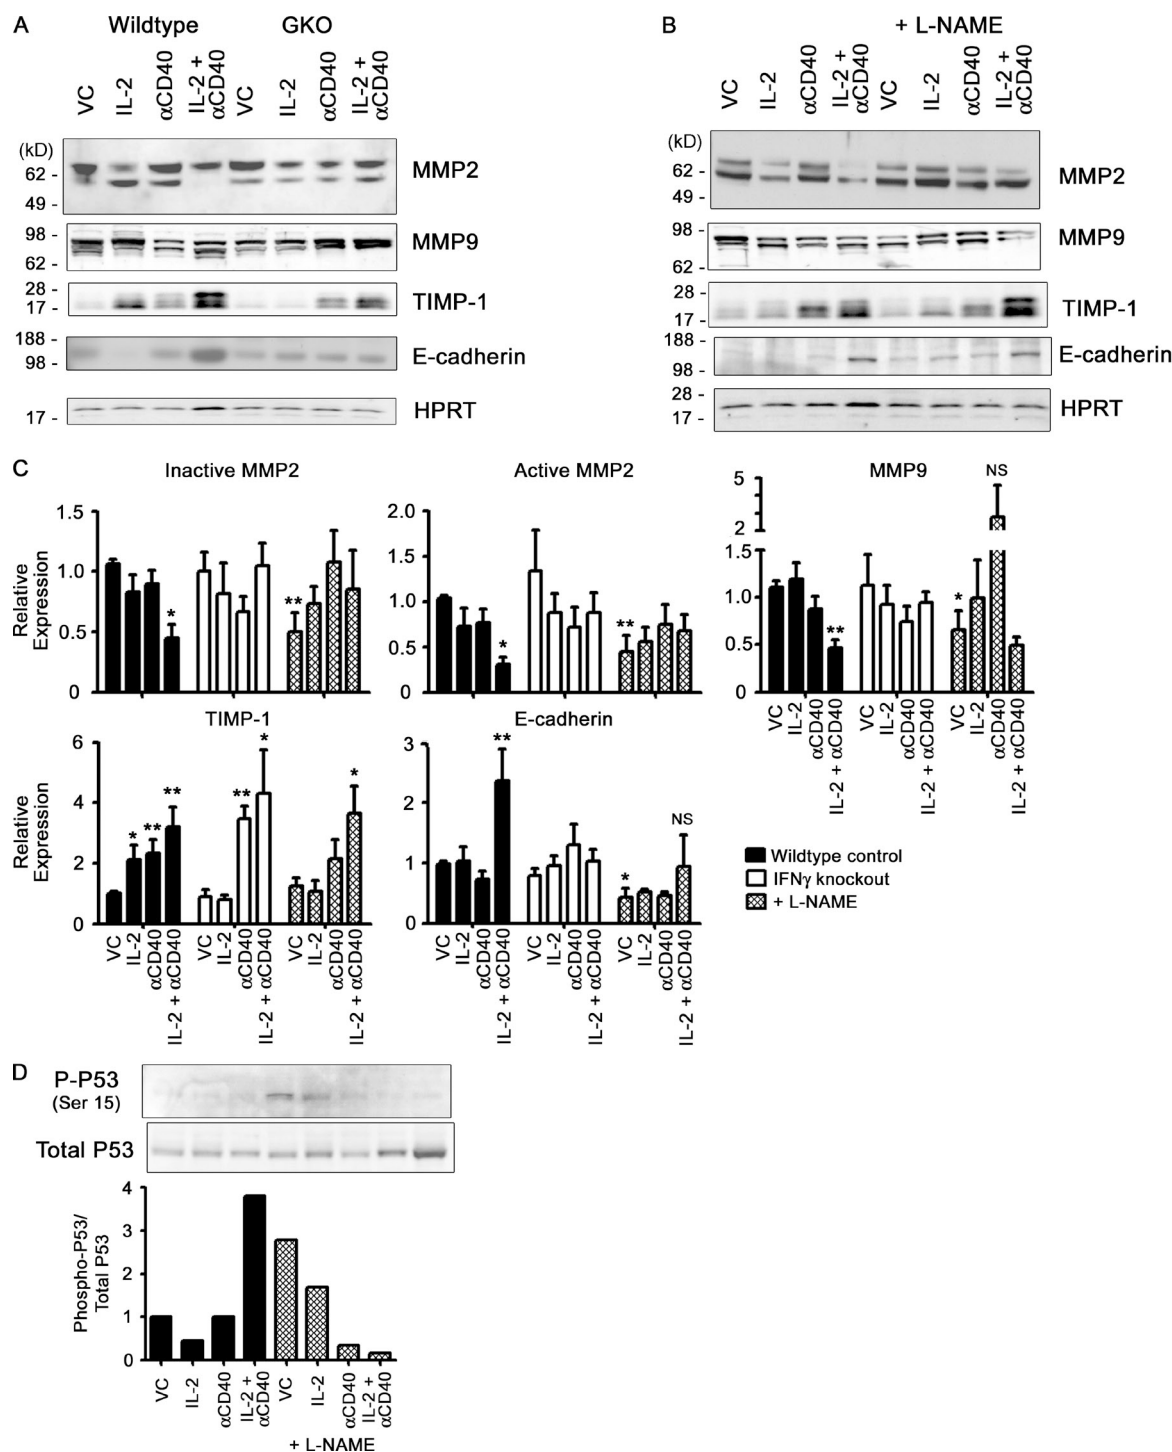 A
Wildtype
GKO
VC
IL-2
αCD40
IL-2 +
αCD40
VC
IL-2
αCD40
IL-2 +
αCD40
(kD)
62 -
49 -
MMP2
98 -
62 -
MMP9
28 -
17 -
TIMP-1
188 -
98 -
E-cadherin
17 -
HPRT
B
+ L-NAME
VC
IL-2
αCD40
IL-2 +
αCD40
VC
IL-2
αCD40
IL-2 +
αCD40
(kD)
62 -
49 -
MMP2
98 -
62 -
MMP9
28 -
17 -
TIMP-1
188 -
98 -
E-cadherin
28 -
17 -
HPRT
C
Inactive MMP2
Relative
Expression
1.5
1.0
0.5
0
*
**
Active MMP2
2.0
1.5
1.0
0.5
0
*
**
MMP9
5
2
1.5
1.0
0.5
0
**
*
NS
VC
IL-2
αCD40
IL-2 + αCD40
VC
IL-2
αCD40
IL-2 + αCD40
VC
IL-2
αCD40
IL-2 + αCD40
TIMP-1
Relative
Expression
6
4
2
0
*
**
**
**
*
*
VC
IL-2
αCD40
IL-2 + αCD40
VC
IL-2
αCD40
IL-2 + αCD40
VC
IL-2
αCD40
IL-2 + αCD40
E-cadherin
3
2
1
0
**
*
NS
VC
IL-2
αCD40
IL-2 + αCD40
VC
IL-2
αCD40
IL-2 + αCD40
VC
IL-2
αCD40
IL-2 + αCD40
Wildtype control
IFNγ knockout
+ L-NAME
D
P-P53
(Ser 15)
Total P53
Phospho-P53/
Total P53
4
3
2
1
0
VC
IL-2
αCD40
IL-2 +
αCD40
VC
IL-2
αCD40
IL-2 +
αCD40
+ L-NAME